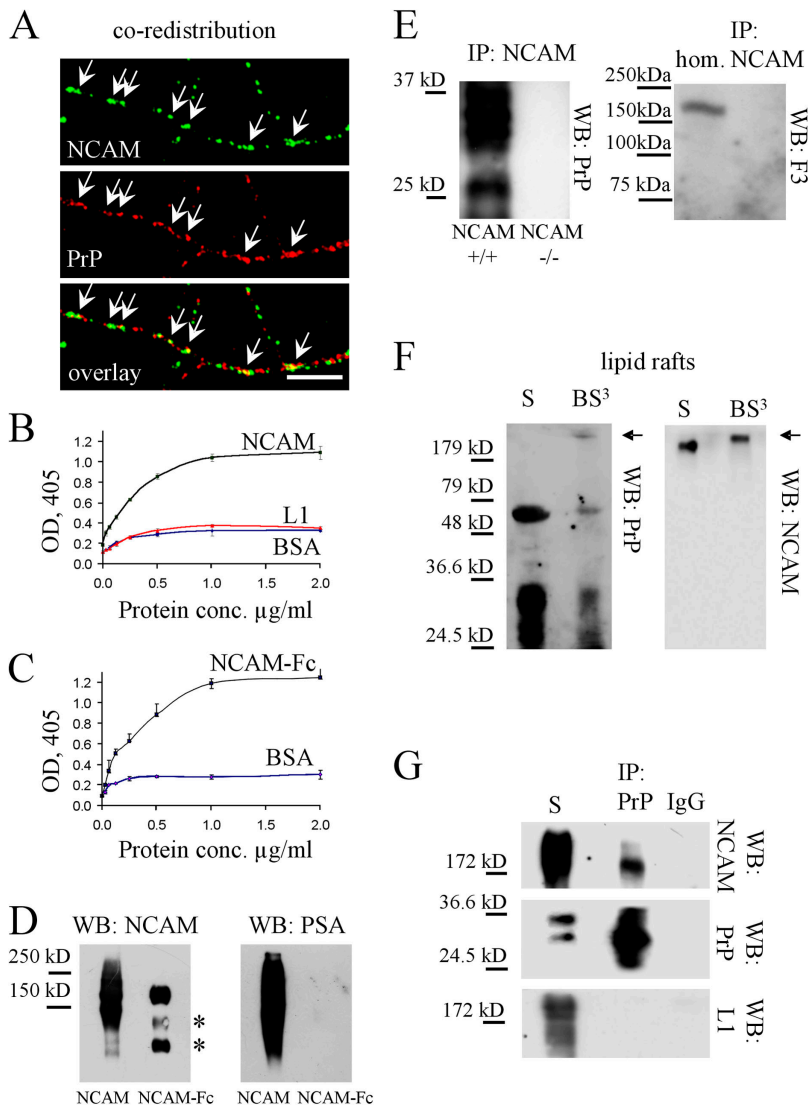 A
co-redistribution
NCAM
PrP
overlay
B
OD, 405
1.2
1.0
0.8
0.6
0.4
0.2
0.0
NCAM
L1
BSA
0.0 0.5 1.0 1.5 2.0
Protein conc. µg/ml
C
OD, 405
1.2
1.0
0.8
0.6
0.4
0.2
0.0
NCAM-Fc
BSA
0.0 0.5 1.0 1.5 2.0
Protein conc. µg/ml
D
WB: NCAM WB: PSA
250 kD
150 kD
*
*
NCAM NCAM-Fc NCAM NCAM-Fc
E
IP: NCAM
37 kD
25 kD
WB: PrP
NCAM NCAM
+/+ -/-
IP:
hom. NCAM
250kDa
150kDa
100kDa
75 kDa
WB: F3
F
lipid rafts
S BS³
179 kD
79 kD
48 kD
36.6 kD
24.5 kD
WB: PrP
S BS³
WB: NCAM
G
IP:
S PrP IgG
172 kD
WB: NCAM
36.6 kD
24.5 kD
WB: PrP
172 kD
WB: L1